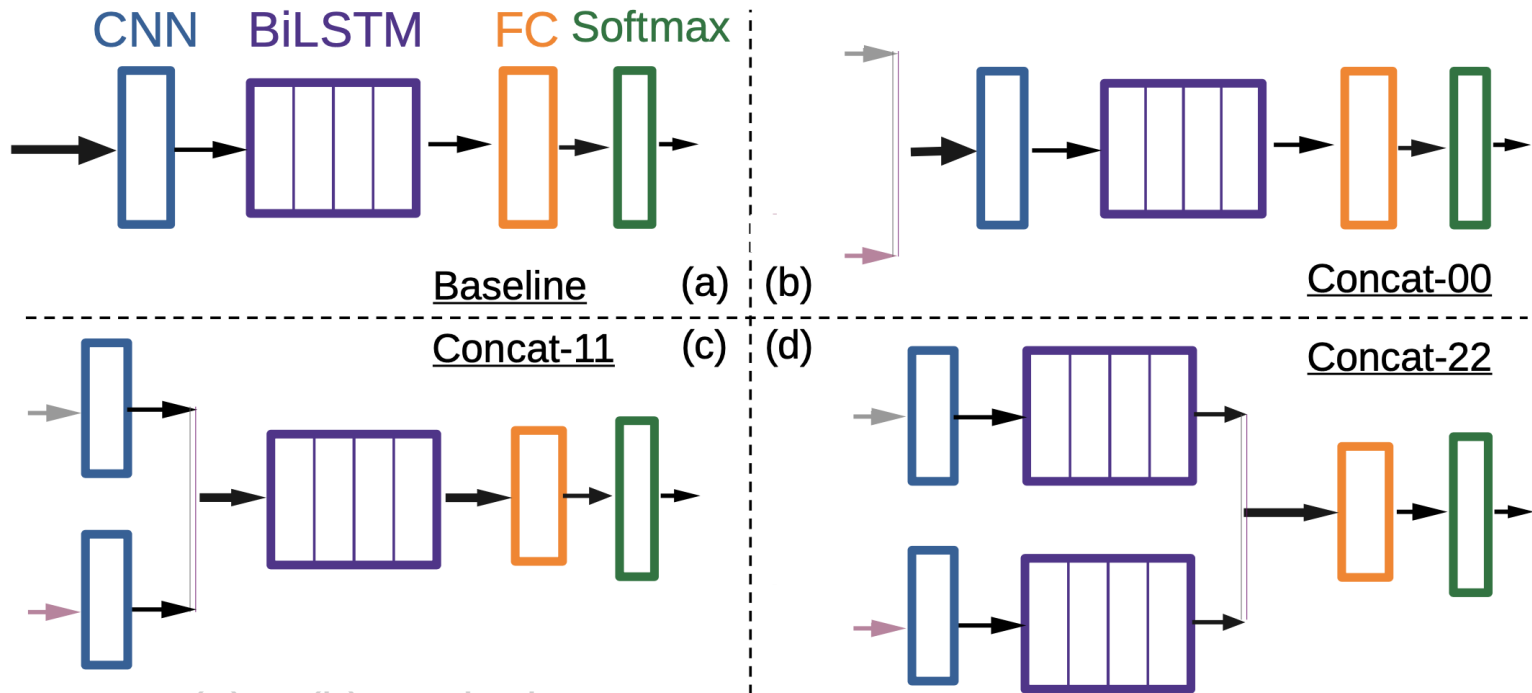 CNN BiLSTM FC Softmax
Baseline (a) (b) Concat-00
Concat-11 (c) (d) Concat-22